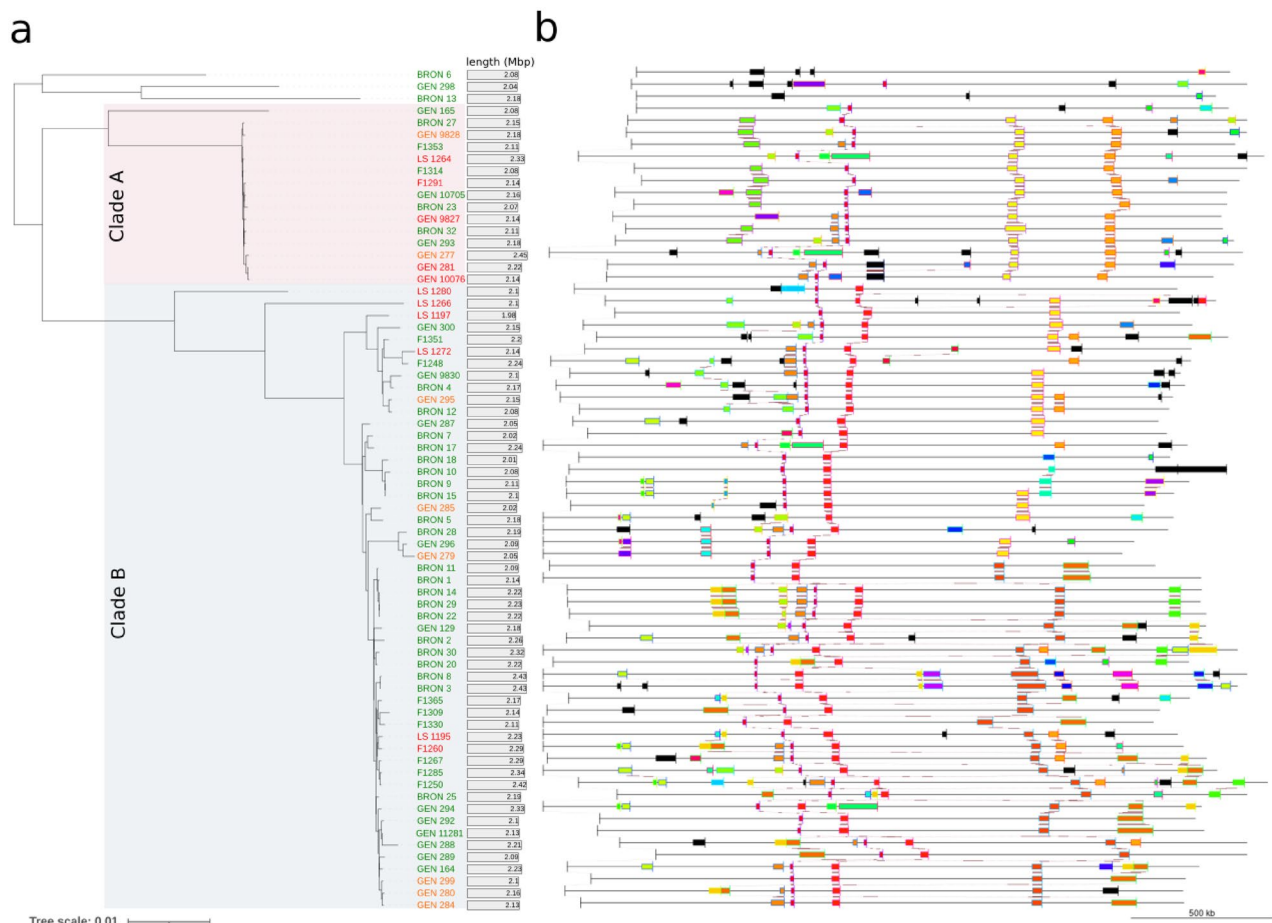 a
b
length (Mbp)
BRON 6 2.08
GEN 298 2.04
BRON 13 2.18
GEN 165 2.08
BRON 27 2.15
GEN 9828 2.18
F1353 2.11
LS 1264 2.33
F1314 2.08
F1291 2.14
GEN 10705 2.16
BRON 23 2.07
GEN 9827 2.14
BRON 32 2.11
GEN 293 2.18
GEN 277 2.45
GEN 281 2.22
GEN 10076 2.14
LS 1280 2.1
LS 1266 2.1
LS 1197 1.98
GEN 300 2.15
F1351 2.2
LS 1272 2.14
F1248 2.24
GEN 9830 2.1
BRON 4 2.17
GEN 295 2.15
BRON 12 2.08
GEN 287 2.05
BRON 7 2.02
BRON 17 2.24
BRON 18 2.01
BRON 10 2.08
BRON 9 2.11
BRON 15 2.1
GEN 285 2.02
BRON 5 2.18
BRON 28 2.19
GEN 296 2.09
GEN 279 2.05
BRON 11 2.09
BRON 1 2.14
BRON 14 2.22
BRON 29 2.23
BRON 22 2.22
GEN 129 2.18
BRON 2 2.26
BRON 30 2.32
BRON 20 2.22
BRON 8 2.43
BRON 3 2.43
F1365 2.17
F1309 2.14
F1330 2.11
LS 1195 2.23
F1260 2.29
F1267 2.29
F1285 2.34
F1250 2.42
BRON 25 2.19
GEN 294 2.33
GEN 292 2.1
GEN 11281 2.13
GEN 288 2.21
GEN 289 2.09
GEN 164 2.23
GEN 299 2.1
GEN 280 2.16
GEN 284 2.13
Clade A
Clade B
Tree scale: 0.01
500 kb